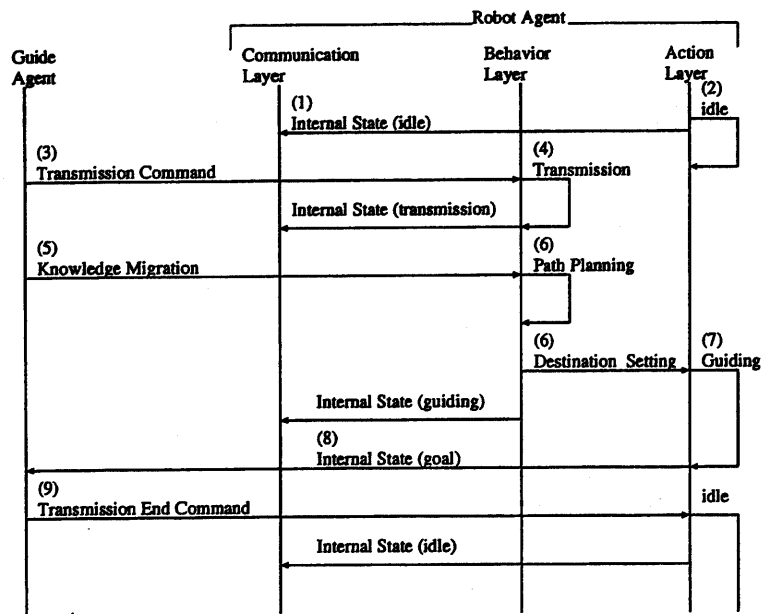 Robot Agent
Guide
Agent
Communication
Layer
Behavior
Layer
Action
Layer
(1)
Internal State (idle)
(2)
idle
(3)
Transmission Command
(4)
Transmission
Internal State (transmission)
(5)
Knowledge Migration
(6)
Path Planning
(6)
Destination Setting
(7)
Guiding
Internal State (guiding)
(8)
Internal State (goal)
(9)
Transmission End Command
idle
Internal State (idle)